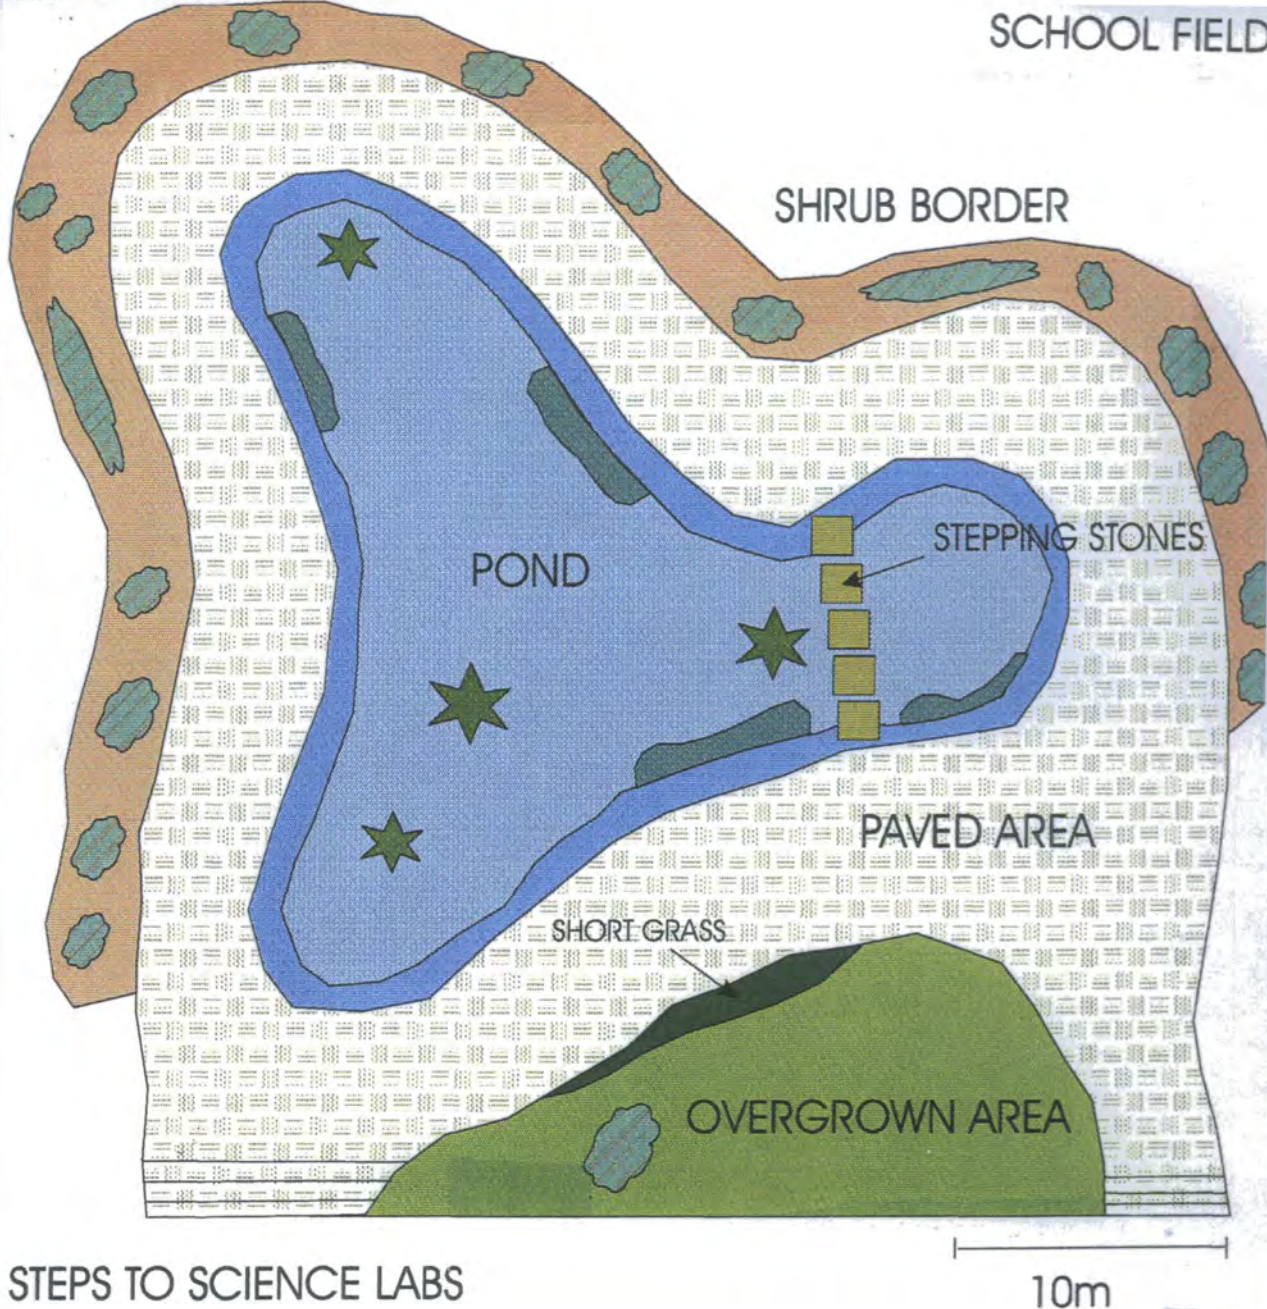 SCHOOL FIELD
SHRUB BORDER
STEPPING STONES
POND
PAVED AREA
SHORT GRASS
OVERGROWN AREA
STEPS TO SCIENCE LABS
10m